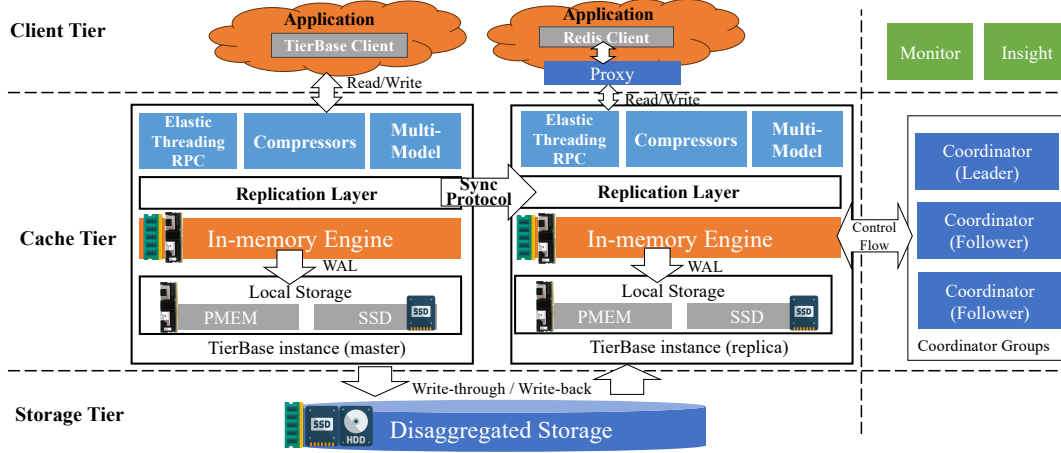 Client Tier
Application
TierBase Client
Application
Redis Client
Proxy
Read/Write
Read/Write
Monitor
Insight
Cache Tier
Elastic
Threading
RPC
Compressors
Multi-
Model
Replication Layer
In-memory Engine
WAL
Local Storage
PMEM
SSD
SSD
TierBase instance (master)
Sync
Protocol
Elastic
Threading
RPC
Compressors
Multi-
Model
Replication Layer
In-memory Engine
WAL
Local Storage
PMEM
SSD
SSD
TierBase instance (replica)
Control
Flow
Coordinator
(Leader)
Coordinator
(Follower)
Coordinator
(Follower)
Coordinator Groups
Write-through / Write-back
Storage Tier
SSD
HDD
Disaggregated Storage